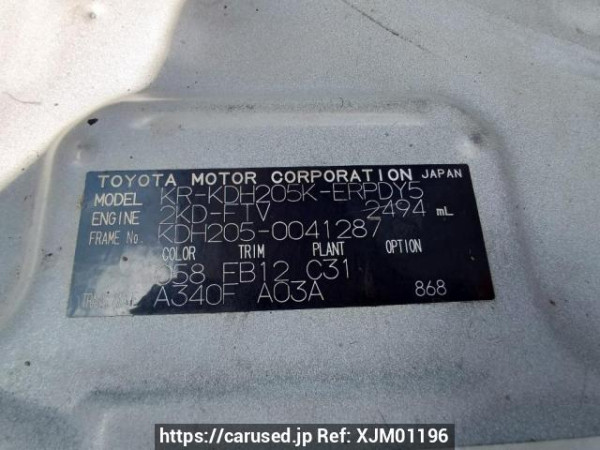 TOYOTA MOTOR CORPORATION JAPAN
MODEL KR-KDH205K-ERPDY5
ENGINE 2KD-FTV 2494 mL
FRAME No. KDH205-0041287
COLOR TRIM PLANT OPTION
058 FB12 C31
A340F A03A 868
https://carused.jp Ref: XJM01196